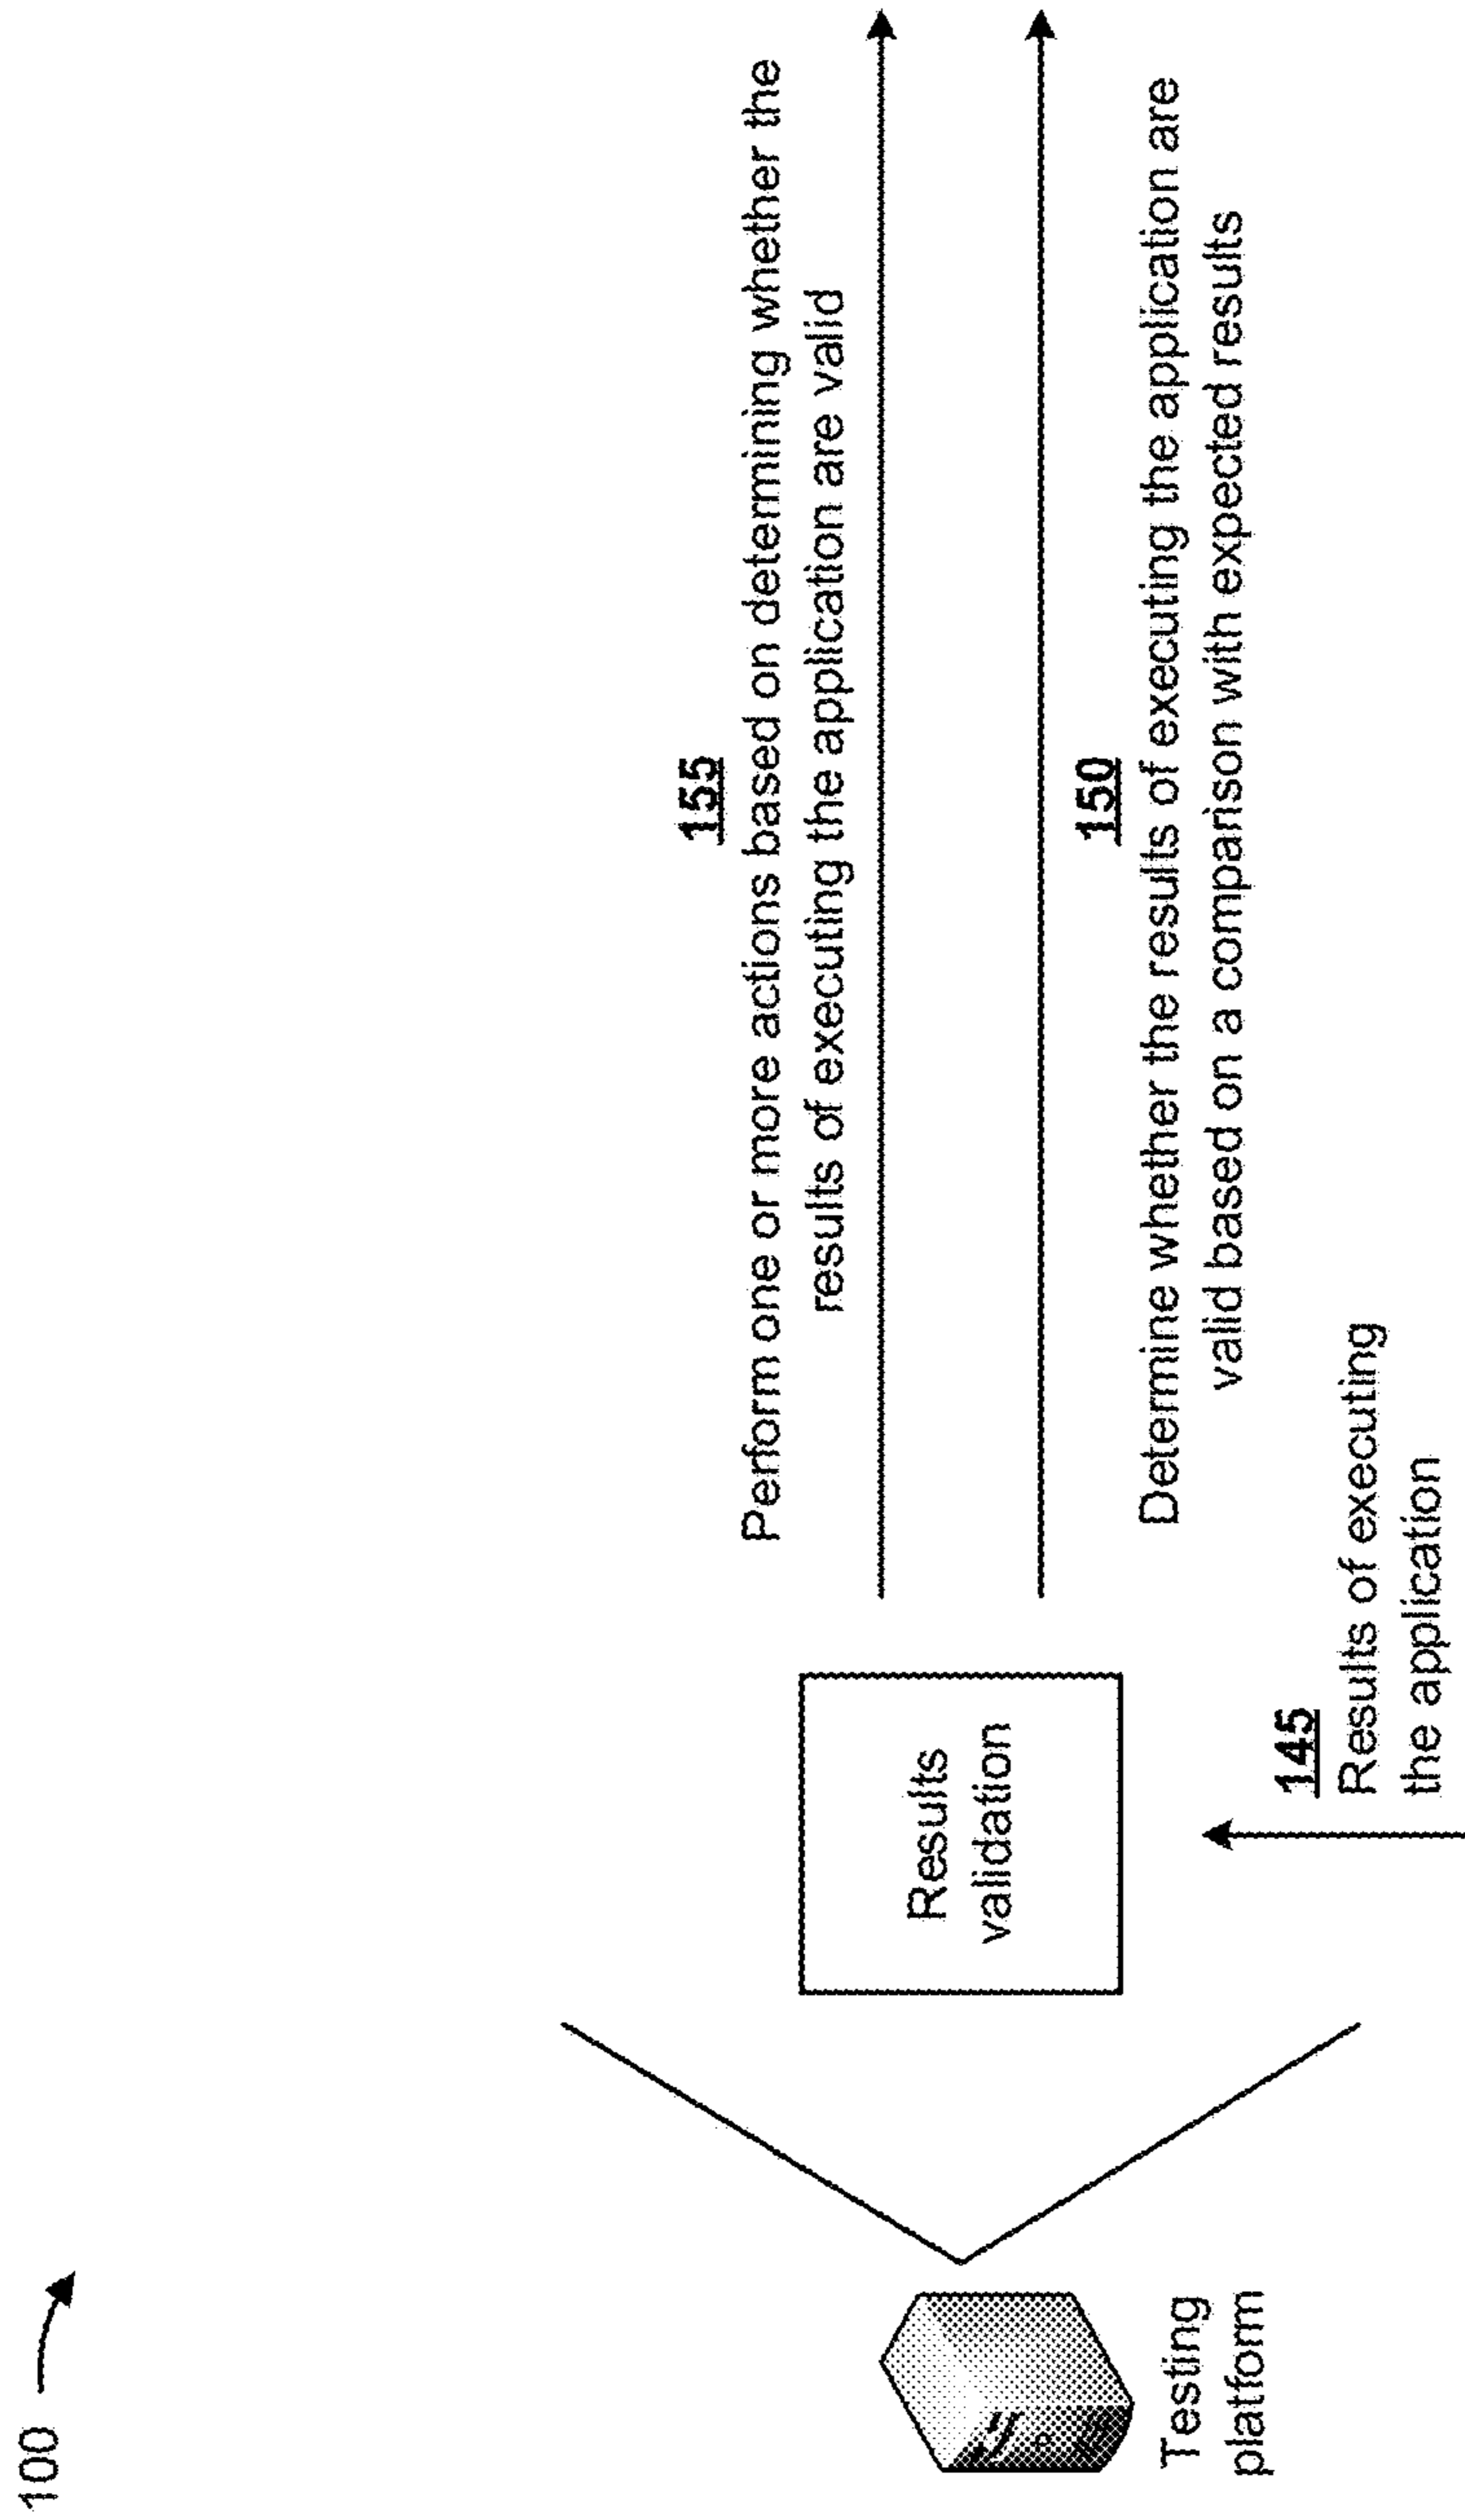 100
155
Perform one or more actions based on determining whether the
results of executing the application are valid
150
Determine whether the results of executing the application are
valid based on a comparison with expected results
Results
validation
145
Results of executing
the application
Testing
platform